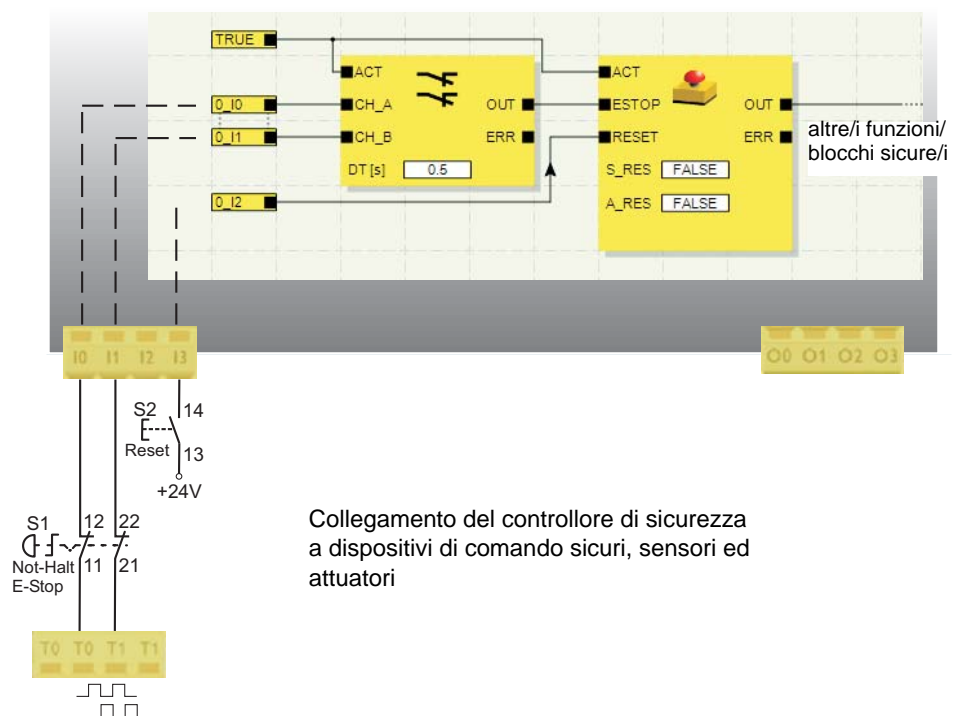 TRUE
ACT
ACT
0_I0
CH_A
OUT
ESTOP
OUT
0_I1
CH_B
ERR
RESET
ERR
altre/i funzioni/
blocchi sicure/i
DT [s] 0.5
S_RES FALSE
0_I2
A_RES FALSE
I0 I1 I2 I3
O0 O1 O2 O3
S2
14
Reset
13
+24V
S1
12
22
Not-Halt
E-Stop
11
21
Collegamento del controllore di sicurezza
a dispositivi di comando sicuri, sensori ed
attuatori
T0 T0 T1 T1